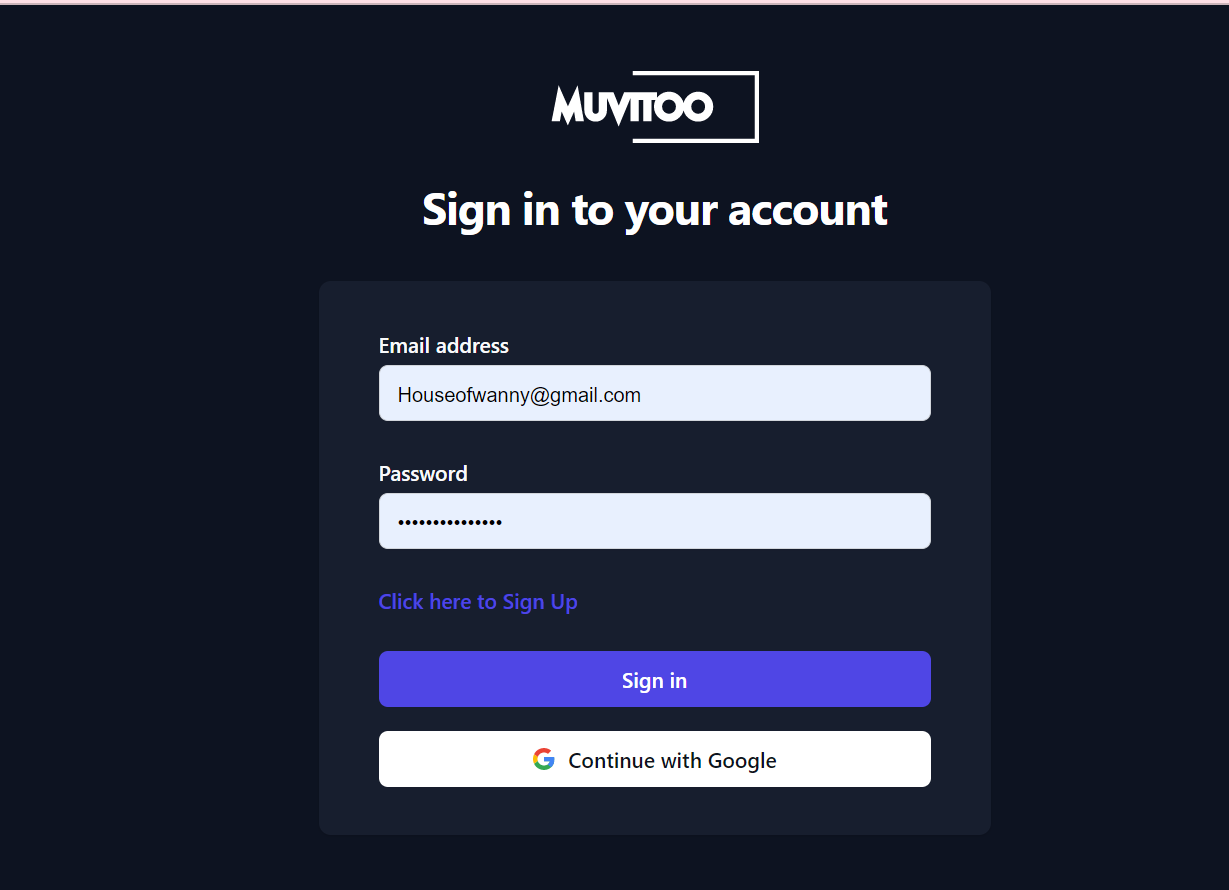 MUVITOO
Sign in to your account
Email address
Houseofwanny@gmail.com
Password
•••••••••••••••
Click here to Sign Up
Sign in
Continue with Google